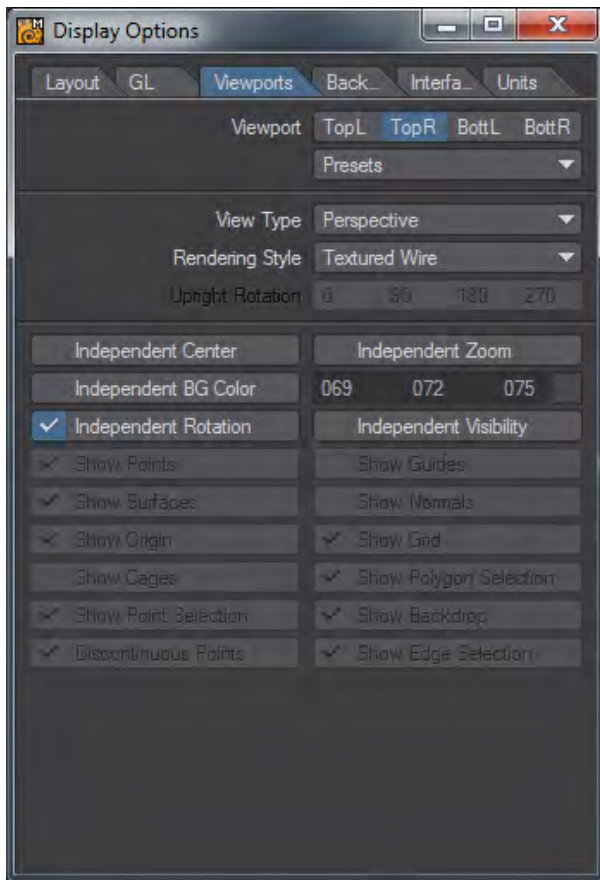 M
Display Options
Layout GL Viewports Back... Interfa... Units
Viewport TopL TopR BottL BottR
Presets
View Type Perspective
Rendering Style Textured Wire
Upright Rotation 0 90 180 270
Independent Center Independent Zoom
Independent BG Color 069 072 075
Independent Rotation Independent Visibility
Show Points Show Guides
Show Surfaces Show Normals
Show Origin Show Grid
Show Cages Show Polygon Selection
Show Point Selection Show Backdrop
Discontinuous Points Show Edge Selection